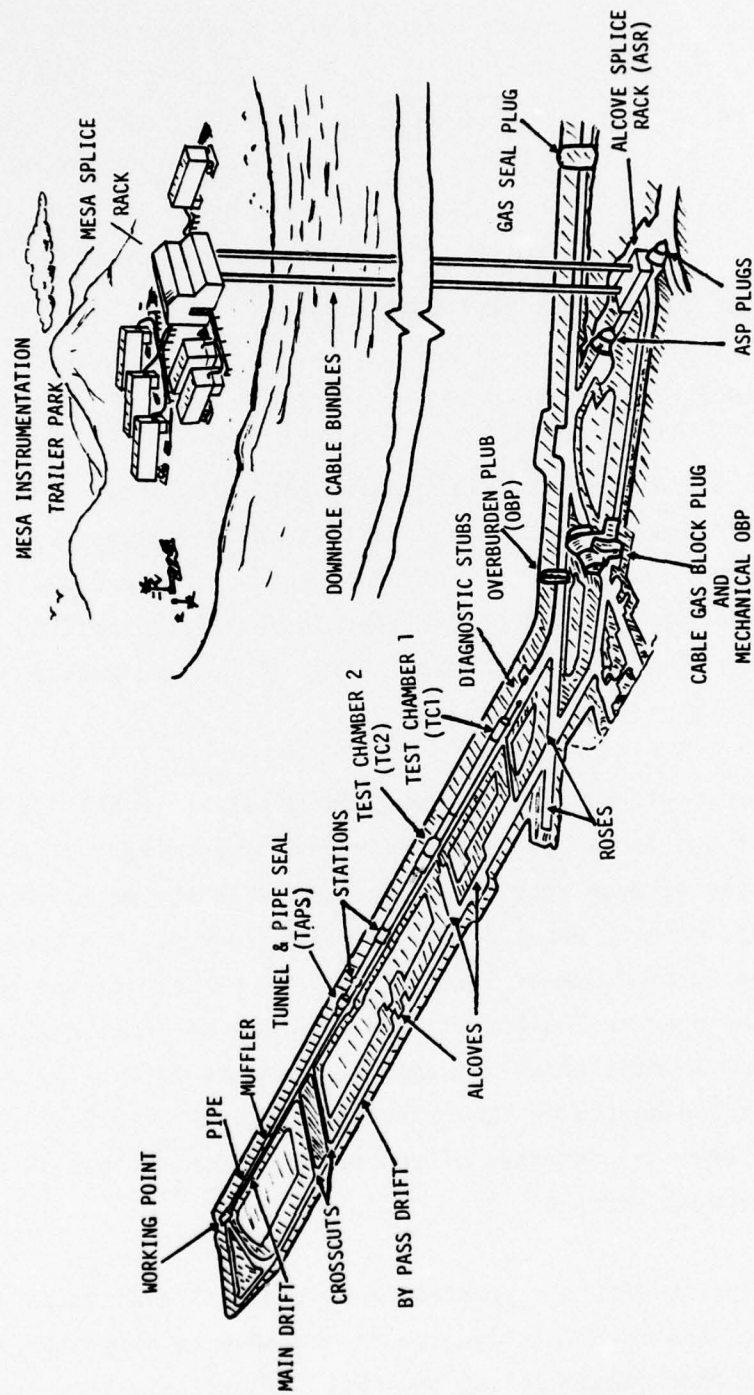 MESA INSTRUMENTATION
TRAILER PARK
MESA SPLICE
RACK
DOWNHOLE CABLE BUNDLES
WORKING POINT
PIPE
MUFFLER
TUNNEL & PIPE SEAL
(TAPS)
STATIONS
TEST CHAMBER 2
(TC2)
TEST CHAMBER 1
(TC1)
DIAGNOSTIC STUBS
OVERBURDEN PLUB
(OBP)
GAS SEAL PLUG
ALCOVE SPLICE
RACK (ASR)
MAIN DRIFT
CROSSCUTS
BY PASS DRIFT
ALCOVES
ROSES
CABLE GAS BLOCK PLUG
AND
MECHANICAL OBP
ASP PLUGS